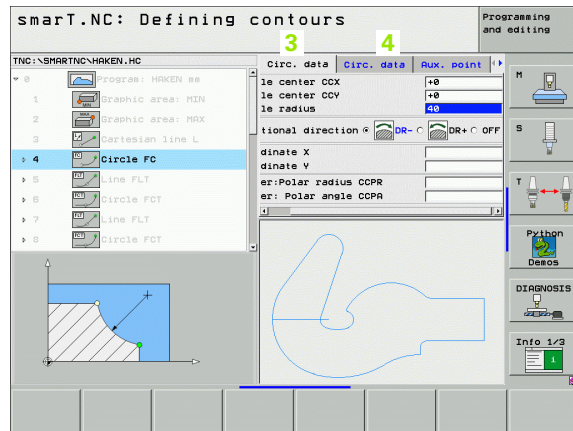 smarT.NC: Defining contours
Programming
and editing
3
4
TNC:\SMARTNC\HAKEN.HC
Circ. data
Circ. data
Aux. point
0 Program: HAKEN mm
1 Graphic area: MIN
2 Graphic area: MAX
3 Cartesian line L
4 Circle FC
5 Line FLT
6 Circle FCT
7 Line FLT
8 Circle FCT
le center CCX +0
le center CCY +0
le radius 40
tional direction DR- DR+ OFF
dinate X
dinate Y
er:Polar radius CCPR
er: Polar angle CCPA
M
S
T
Python
Demos
DIAGNOSIS
Info 1/3